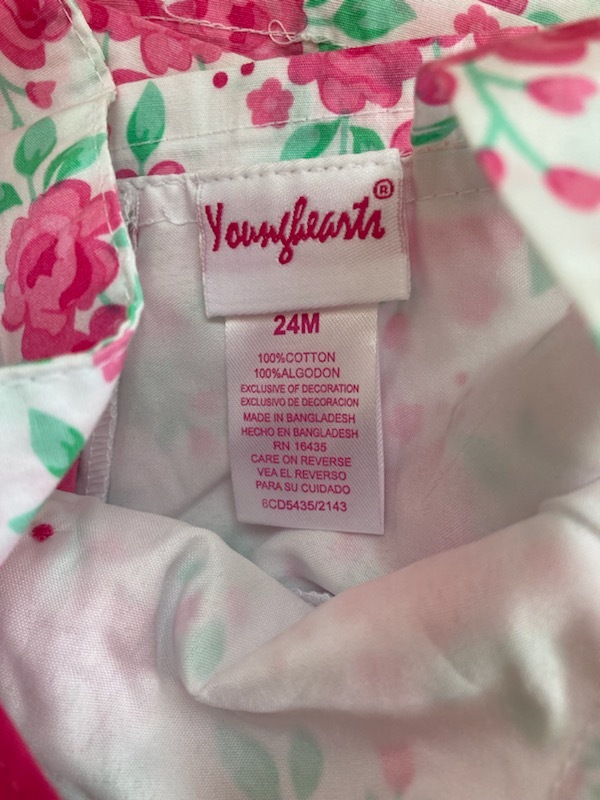 Younghearts®
24M
100%COTTON
100%ALGODON
EXCLUSIVE OF DECORATION
EXCLUSIVO DE DECORACION
MADE IN BANGLADESH
HECHO EN BANGLADESH
RN 16435
CARE ON REVERSE
VEA EL REVERSO
PARA SU CUIDADO
6CD5435/2143